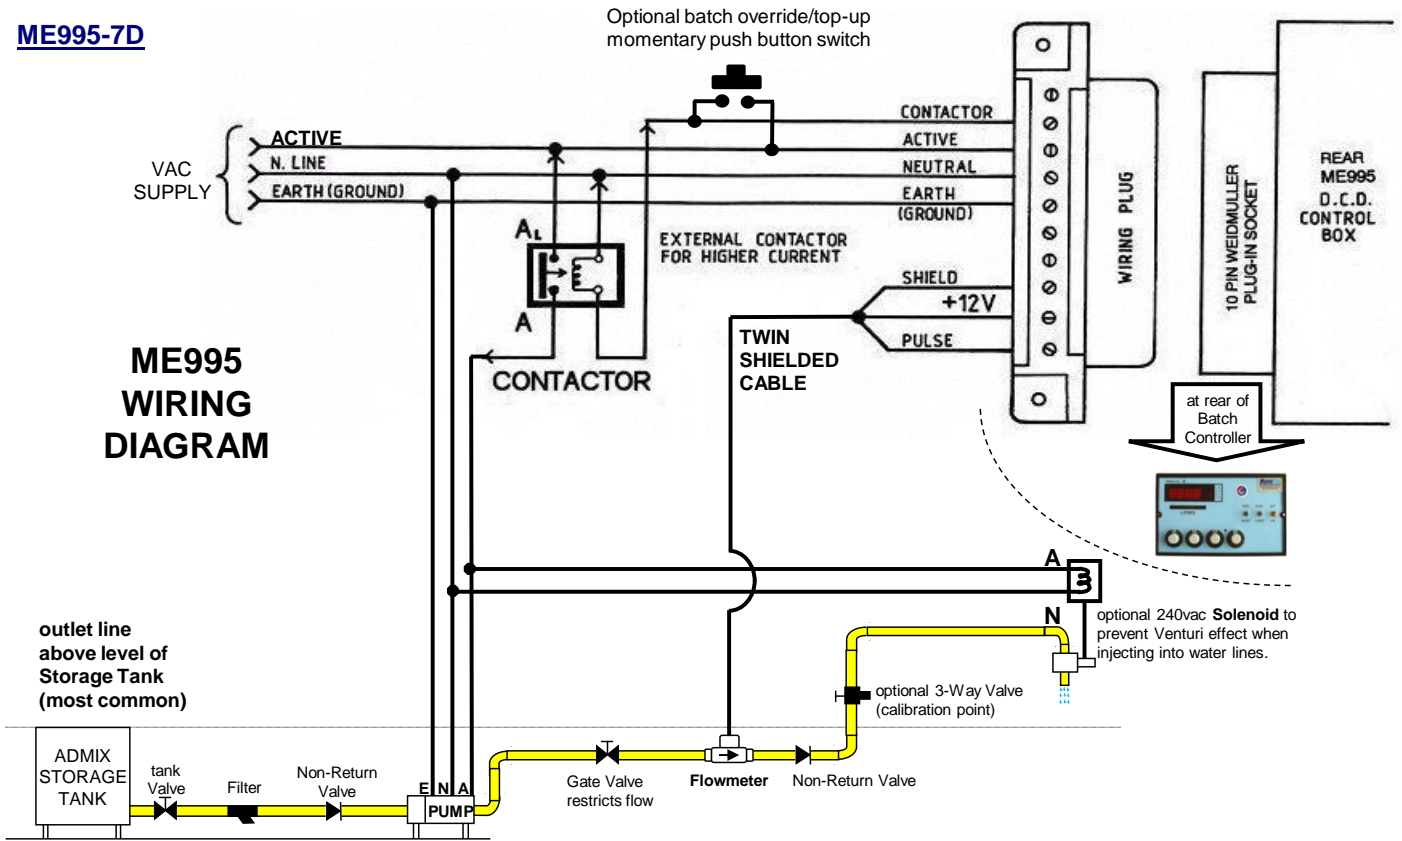 ME995-7D
Optional batch override/top-up
momentary push button switch
CONTACTOR
ACTIVE
ACTIVE
N. LINE
NEUTRAL
VAC
SUPPLY
EARTH (GROUND)
EARTH
(GROUND)
A₁
EXTERNAL CONTACTOR
FOR HIGHER CURRENT
A
CONTACTOR
SHIELD
+12V
PULSE
TWIN
SHIELDED
CABLE
WIRING PLUG
10 PIN WEIDMULLER
PLUG-IN SOCKET
REAR
ME995
D.C.D.
CONTROL
BOX
ME995
WIRING
DIAGRAM
at rear of
Batch
Controller
A
N
optional 240vac Solenoid to
prevent Venturi effect when
injecting into water lines.
outlet line
above level of
Storage Tank
(most common)
optional 3-Way Valve
(calibration point)
ADMIX
STORAGE
TANK
tank
Valve
Filter
Non-Return
Valve
E N A
PUMP
Gate Valve
restricts flow
Flowmeter
Non-Return Valve